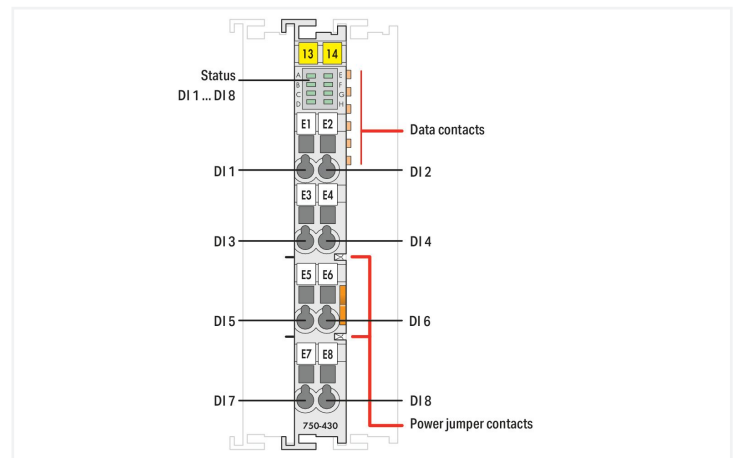 13 14
Status
DI 1 ... DI 8
A E
B F
C G
D H
E1 E2
Data contacts
DI 1 DI 2
E3 E4
DI 3 DI 4
E5 E6
DI 5 DI 6
E7 E8
DI 7 DI 8
Power jumper contacts
750-430